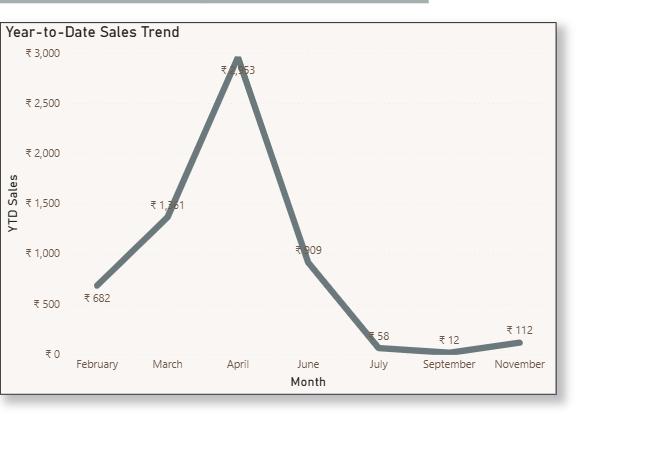 Year-to-Date Sales Trend
₹ 3,000
₹ 2,500
₹ 2,000
₹ 1,500
₹ 1,000
₹ 500
₹ 0
YTD Sales
₹ 682
₹ 58
₹ 12
₹ 112
February March April June July September November
Month